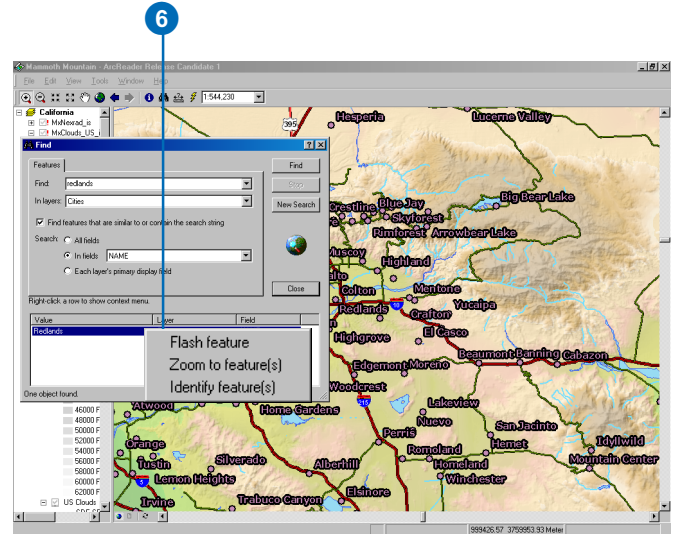 6
Mammoth Mountain - ArcReader Release Candidate 1
File Edit View Tools Window Help
1:544,230
California
MxNexrad_is
MxClouds_US_i
Find
Features
Find:
redlands
In layers:
Cities
Find features that are similar to or contain the search string
Search:
All fields
In fields
NAME
Each layer's primary display field
Find
Stop
New Search
Close
Right-click a row to show context menu.
Value Layer Field
Redlands
Flash feature
Zoom to feature(s)
Identify feature(s)
One object found.
46000 F
48000 F
50000 F
52000 F
54000 F
56000 F
58000 F
60000 F
62000 F
US Clouds
395
Hesperia
Lucerne Valley
Big Bear Lake
Crestline
Blue Jay
Skyforest
Rimforest
Arrowbear Lake
Muscoy
Highland
Rialto
Colton
Mentone
Redlands
10
Crafton
Yucaipa
Highgrove
El Casco
Beaumont
Banning
Cabazon
Edgemont
Moreno
Woodcrest
215
Lakeview
Nuevo
Atwood
Home Gardens
Perris
San Jacinto
Hemet
Idyllwild
Mountain Center
Orange
Tustin
Silverado
Alberhill
Romoland
Homeland
Winchester
5
Lemon Heights
Irvine
Trabuco Canyon
Elsinore
999426.57 3759953.93 Meter